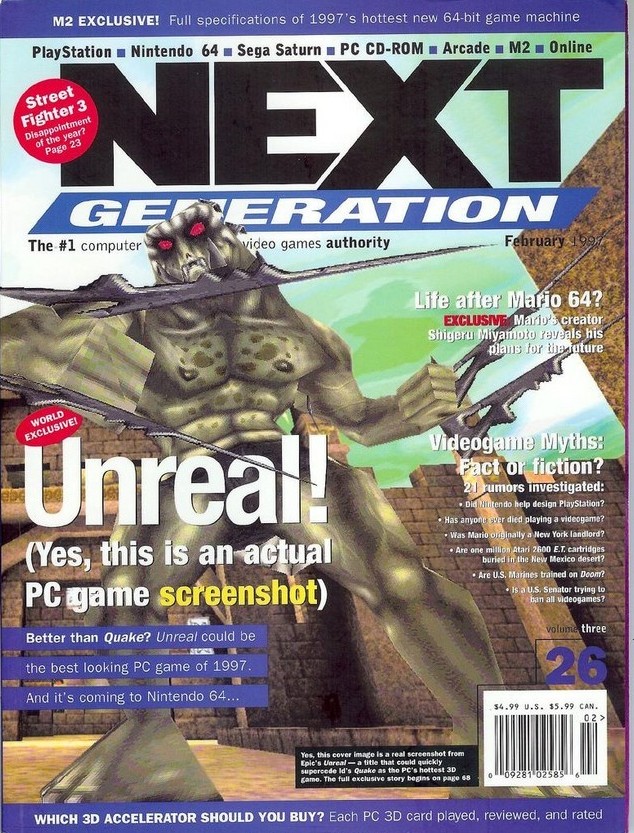 M2 EXCLUSIVE! Full specifications of 1997's hottest new 64-bit game machine
PlayStation ■ Nintendo 64 ■ Sega Saturn ■ PC CD-ROM ■ Arcade ■ M2 ■ Online
Street
Fighter 3
Disappointment
of the year?
Page 23
NEXT
GENERATION
The #1 computer video games authority
February 1997
Life after Mario 64?
EXCLUSIVE Mario's creator
Shigeru Miyamoto reveals his
plans for the future
WORLD
EXCLUSIVE!
Unreal!
(Yes, this is an actual
PC game screenshot)
Videogame Myths:
Fact or fiction?
21 rumors investigated:
• Did Nintendo help design PlayStation?
• Has anyone ever died playing a videogame?
• Was Mario originally a New York landlord?
• Are one million Atari 2600 E.T. cartridges
buried in the New Mexico desert?
• Are U.S. Marines trained on Doom?
• Is a U.S. Senator trying to
ban all videogames?
Better than Quake? Unreal could be
the best looking PC game of 1997.
And it's coming to Nintendo 64...
volume three
26
$4.99 U.S. $5.99 CAN.
02>
0 09281 02585 6
Yes, this cover image is a real screenshot from
Epic's Unreal — a title that could quickly
supercede id's Quake as the PC's hottest 3D
game. The full exclusive story begins on page 68
WHICH 3D ACCELERATOR SHOULD YOU BUY? Each PC 3D card played, reviewed, and rated